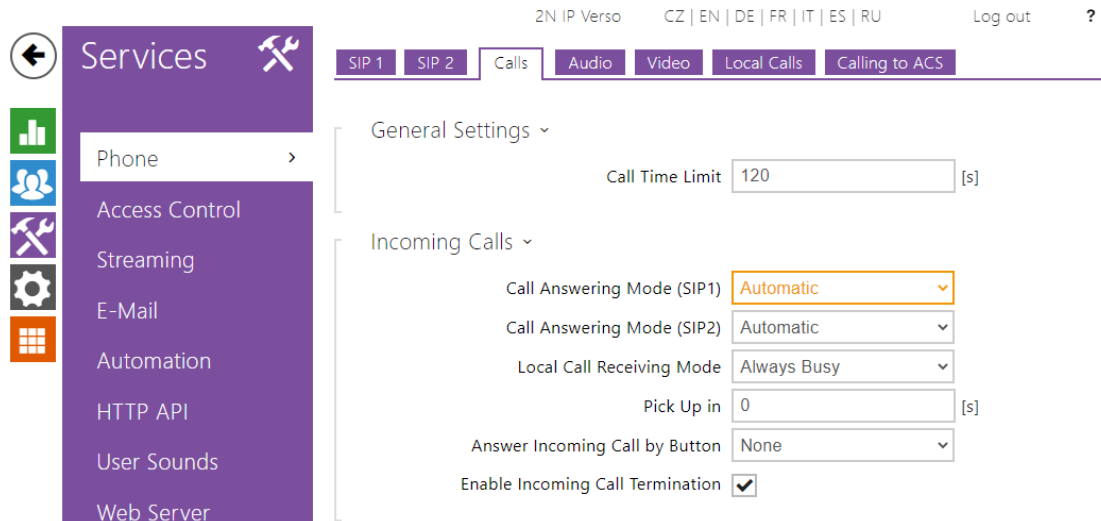 2N IP Verso CZ | EN | DE | FR | IT | ES | RU Log out ?
Services
SIP 1 SIP 2 Calls Audio Video Local Calls Calling to ACS
Phone
Access Control
Streaming
E-Mail
Automation
HTTP API
User Sounds
Web Server
General Settings
Call Time Limit 120 [s]
Incoming Calls
Call Answering Mode (SIP1) Automatic
Call Answering Mode (SIP2) Automatic
Local Call Receiving Mode Always Busy
Pick Up in 0 [s]
Answer Incoming Call by Button None
Enable Incoming Call Termination